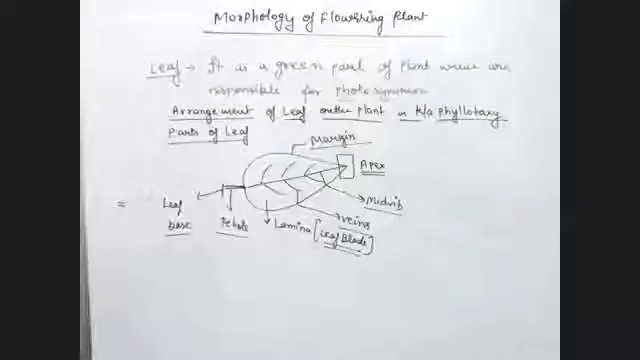 Morphology of Flowering Plant
Leaf → It is a green part of Plant which are
responsible for photosynthesis
Arrangement of Leaf on the Plant is k/a Phyllotaxy
Parts of Leaf
Margin
Apex
Midrib
veins
= Leaf base
Petiole
Lamina [Leaf Blade]